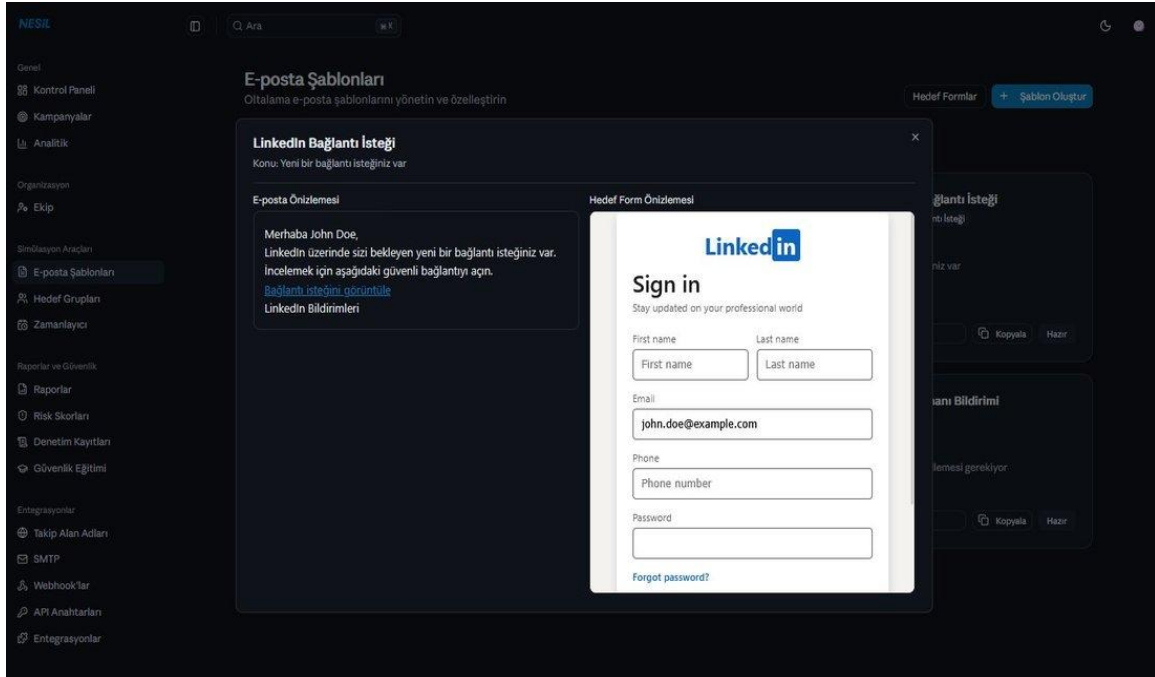 NESIL
Ara
⌘ K
Genel
Kontrol Paneli
Kampanyalar
Analitik
Organizasyon
Ekip
Simülasyon Araçları
E-posta Şablonları
Hedef Grupları
Zamanlayıcı
Raporlar ve Güvenlik
Raporlar
Risk Skorları
Denetim Kayıtları
Güvenlik Eğitimi
Entegrasyonlar
Takip Alan Adları
SMTP
Webhook'lar
API Anahtarları
Entegrasyonlar
E-posta Şablonları
Oltalama e-posta şablonlarını yönetin ve özelleştirin
Hedef Formlar
+ Şablon Oluştur
LinkedIn Bağlantı İsteği
Konu: Yeni bir bağlantı isteğiniz var
E-posta Önizlemesi
Merhaba John Doe,
LinkedIn üzerinde sizi bekleyen yeni bir bağlantı isteğiniz var.
İncelemek için aşağıdaki güvenli bağlantıyı açın.
Bağlantı isteğini görüntüle
LinkedIn Bildirimleri
Hedef Form Önizlemesi
Linked in
Sign in
Stay updated on your professional world
First name
Last name
First name
Last name
Email
john.doe@example.com
Phone
Phone number
Password
Forgot password?
ğlantı İsteği
ntı İsteği
niz var
Kopyala
Hazır
anı Bildirimi
lemesi gerekiyor
Kopyala
Hazır